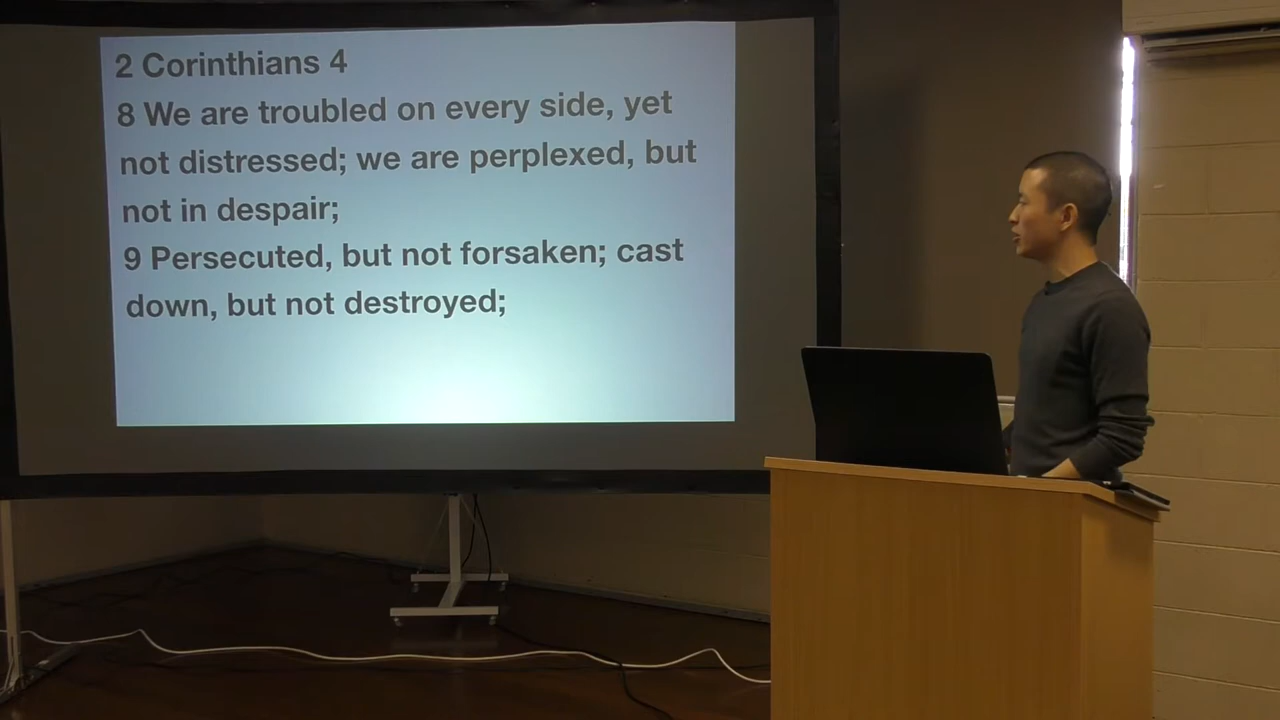 2 Corinthians 4
8 We are troubled on every side, yet
not distressed; we are perplexed, but
not in despair;
9 Persecuted, but not forsaken; cast
down, but not destroyed;